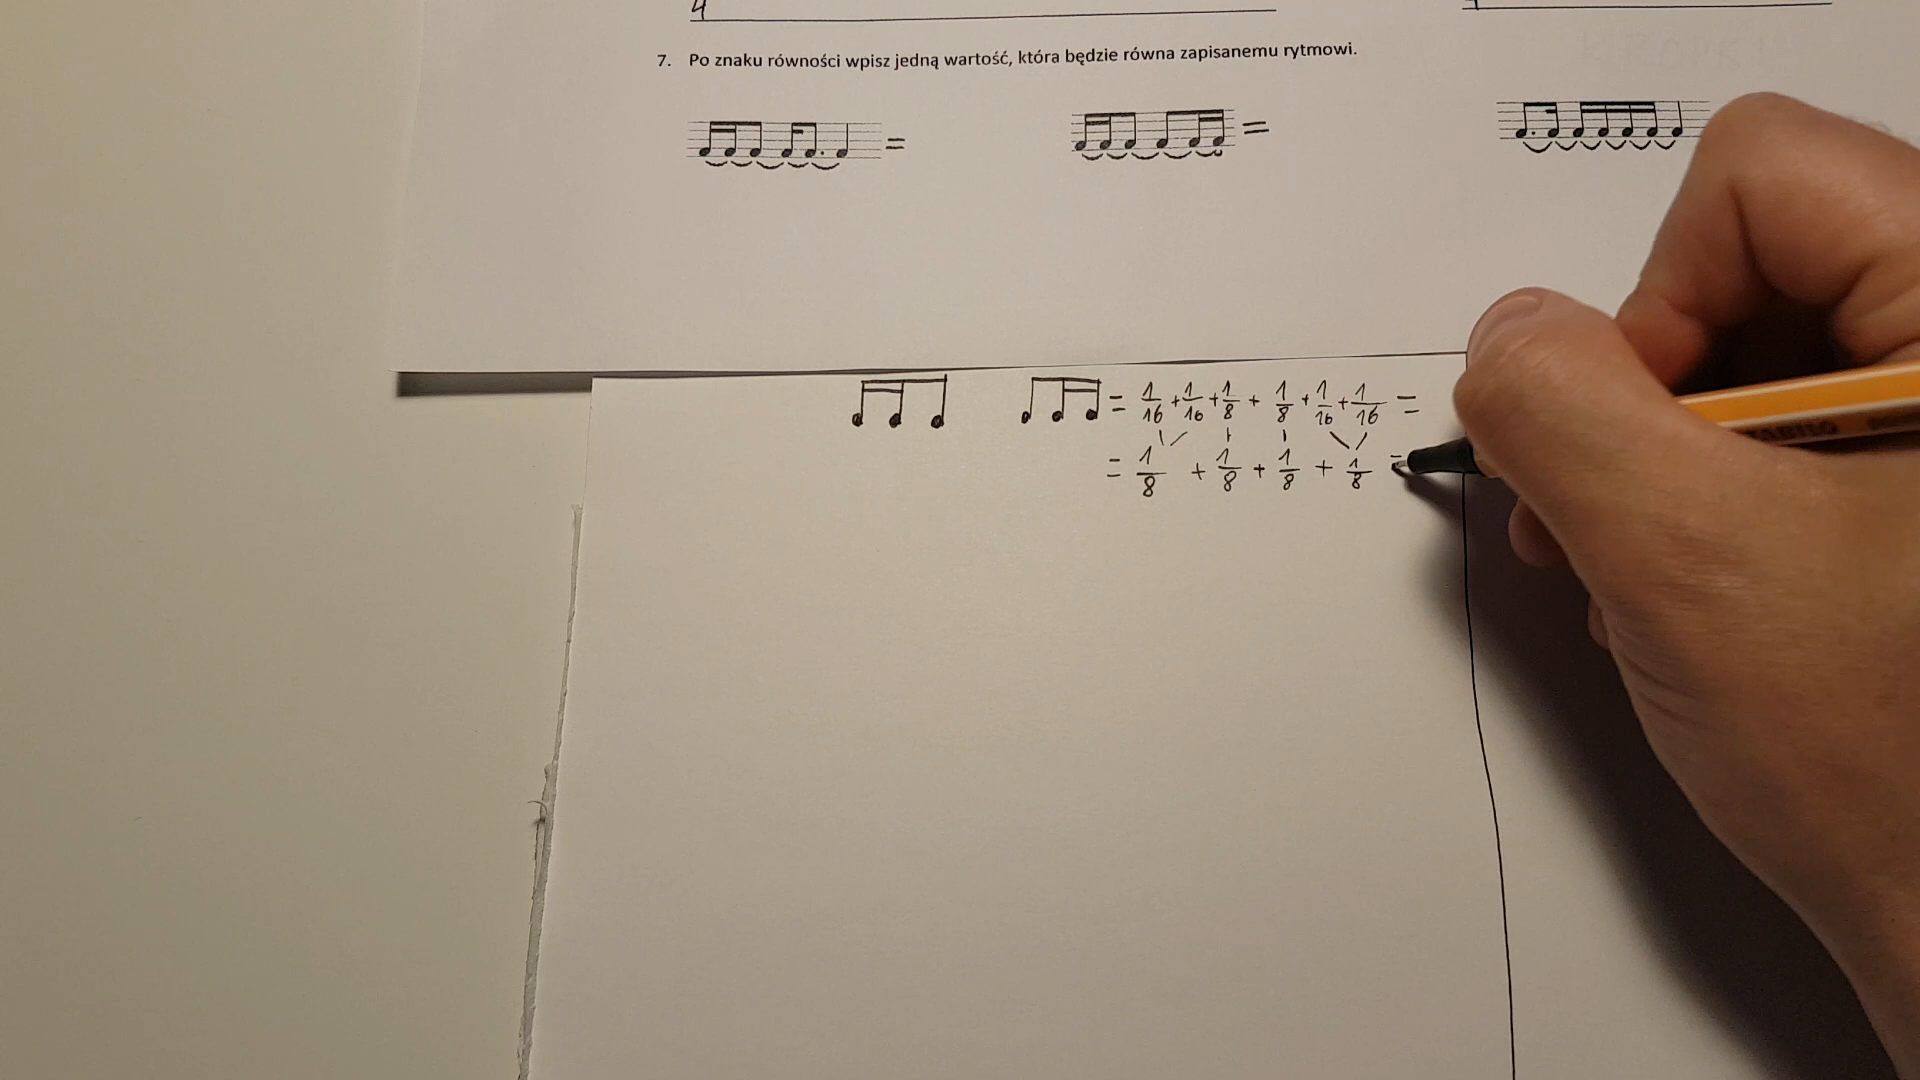 4
7. Po znaku równości wpisz jedną wartość, która będzie równa zapisanemu rytmowi.
= =
= 1/16 + 1/16 + 1/8 + 1/8 + 1/16 + 1/16 =
= 1/8 + 1/8 + 1/8 + 1/8 =